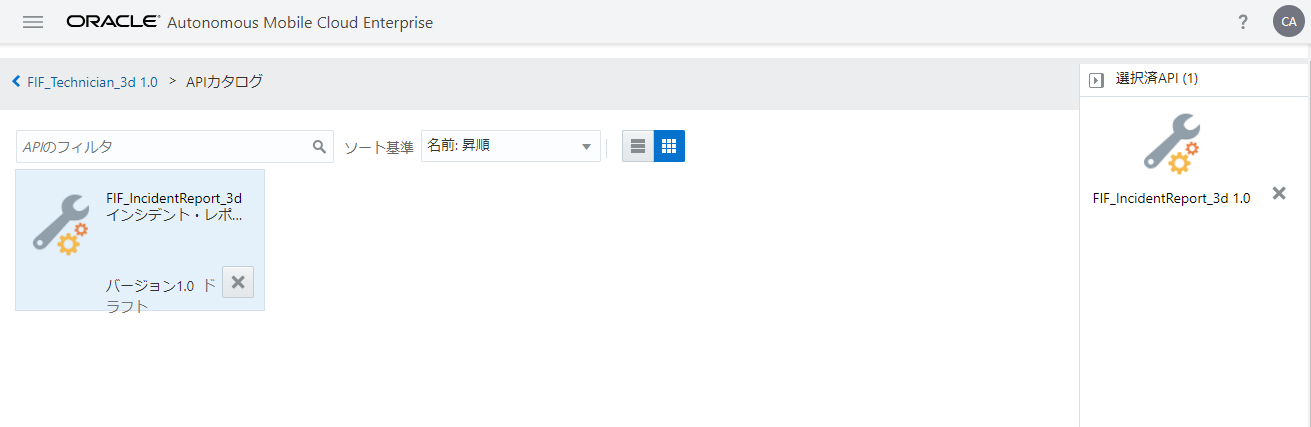 ORACLE® Autonomous Mobile Cloud Enterprise
?
CA
FIF_Technician_3d 1.0 > APIカタログ
選択済API (1)
APIのフィルタ
ソート基準
名前: 昇順
FIF_IncidentReport_3d
インシデント・レポ...
バージョン1.0 ド
ラフト
FIF_IncidentReport_3d 1.0